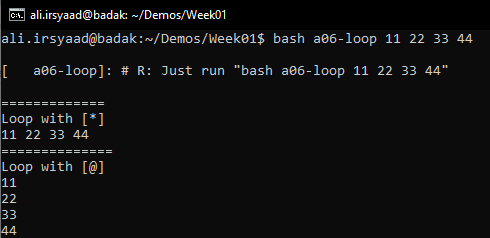 ali.irsyaad@badak: ~/Demos/Week01
ali.irsyaad@badak:~/Demos/Week01$ bash a06-loop 11 22 33 44
[   a06-loop]: # R: Just run "bash a06-loop 11 22 33 44"
=============
Loop with [*]
11 22 33 44
==============
Loop with [@]
11
22
33
44